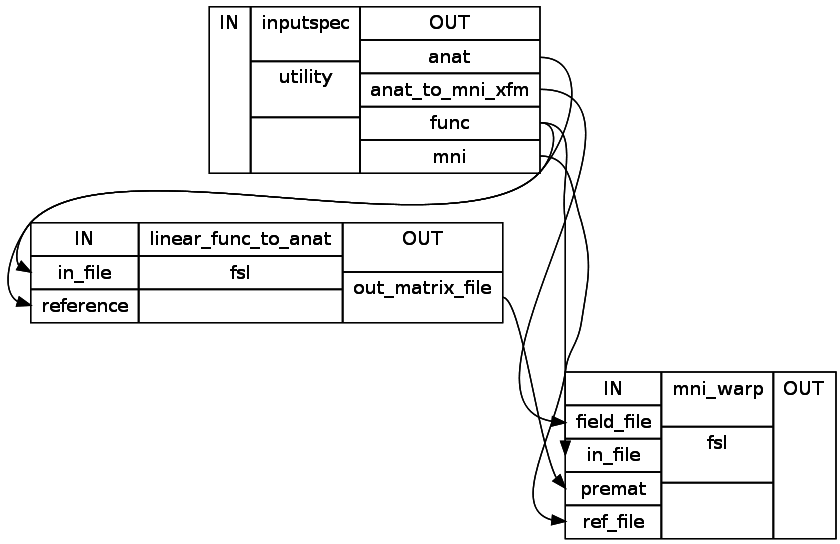 IN inputspec OUT
anat
utility
anat_to_mni_xfm
func
mni
IN linear_func_to_anat OUT
in_file fsl
out_matrix_file
reference
IN mni_warp OUT
field_file
fsl
in_file
premat
ref_file